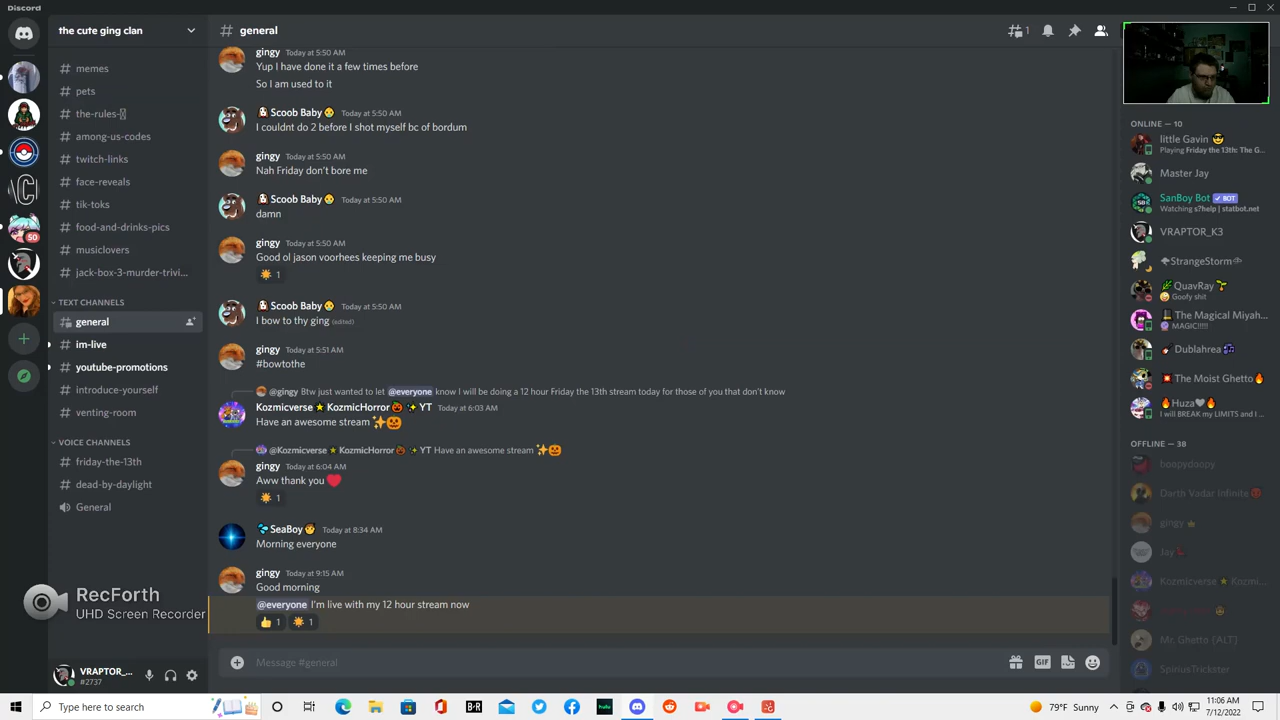 Discord
the cute ging clan
general
1
memes
pets
the-rules-
among-us-codes
twitch-links
face-reveals
tik-toks
food-and-drinks-pics
musiclovers
jack-box-3-murder-trivi...
TEXT CHANNELS
general
im-live
youtube-promotions
introduce-yourself
venting-room
VOICE CHANNELS
friday-the-13th
dead-by-daylight
General
50
RecForth
UHD Screen Recorder
VRAPTOR_...
#2737
gingy Today at 5:50 AM
Yup I have done it a few times before
So I am used to it
Scoob Baby Today at 5:50 AM
I couldnt do 2 before I shot myself bc of bordum
gingy Today at 5:50 AM
Nah Friday don't bore me
Scoob Baby Today at 5:50 AM
damn
gingy Today at 5:50 AM
Good ol jason voorhees keeping me busy
1
Scoob Baby Today at 5:50 AM
I bow to thy ging (edited)
gingy Today at 5:51 AM
#bowtothe
@gingy Btw just wanted to let @everyone know I will be doing a 12 hour Friday the 13th stream today for those of you that don't know
Kozmicverse KozmicHorror YT Today at 6:03 AM
Have an awesome stream
@Kozmicverse KozmicHorror YT Have an awesome stream
gingy Today at 6:04 AM
Aww thank you
1
SeaBoy Today at 8:34 AM
Morning everyone
gingy Today at 9:15 AM
Good morning
@everyone I'm live with my 12 hour stream now
1 1
Message #general
GIF
ONLINE — 10
little Gavin
Playing Friday the 13th: The G...
Master Jay
SanBoy Bot BOT
Watching s?help | statbot.net
VRAPTOR_K3
StrangeStorm
QuavRay
Goofy shit
The Magical Miyah...
MAGIC!!!!!
Dublahrea
The Moist Ghetto
Huza
I will BREAK my LIMITS and I ...
OFFLINE — 38
boopydoopy
Darth Vadar Infinite
gingy
Jay
Kozmicverse Kozmi...
Mr. Ghetto (ALT)
SpiriusTrickster
Type here to search
B R
hulu
79°F Sunny
11:06 AM
7/12/2022